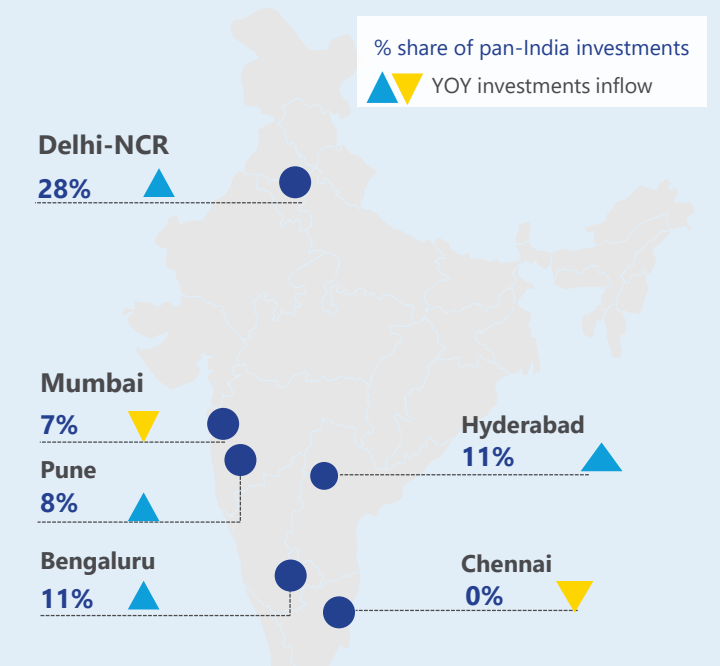 % share of pan-India investments
YOY investments inflow
Delhi-NCR
28%
Mumbai
7%
Pune
8%
Bengaluru
11%
Hyderabad
11%
Chennai
0%